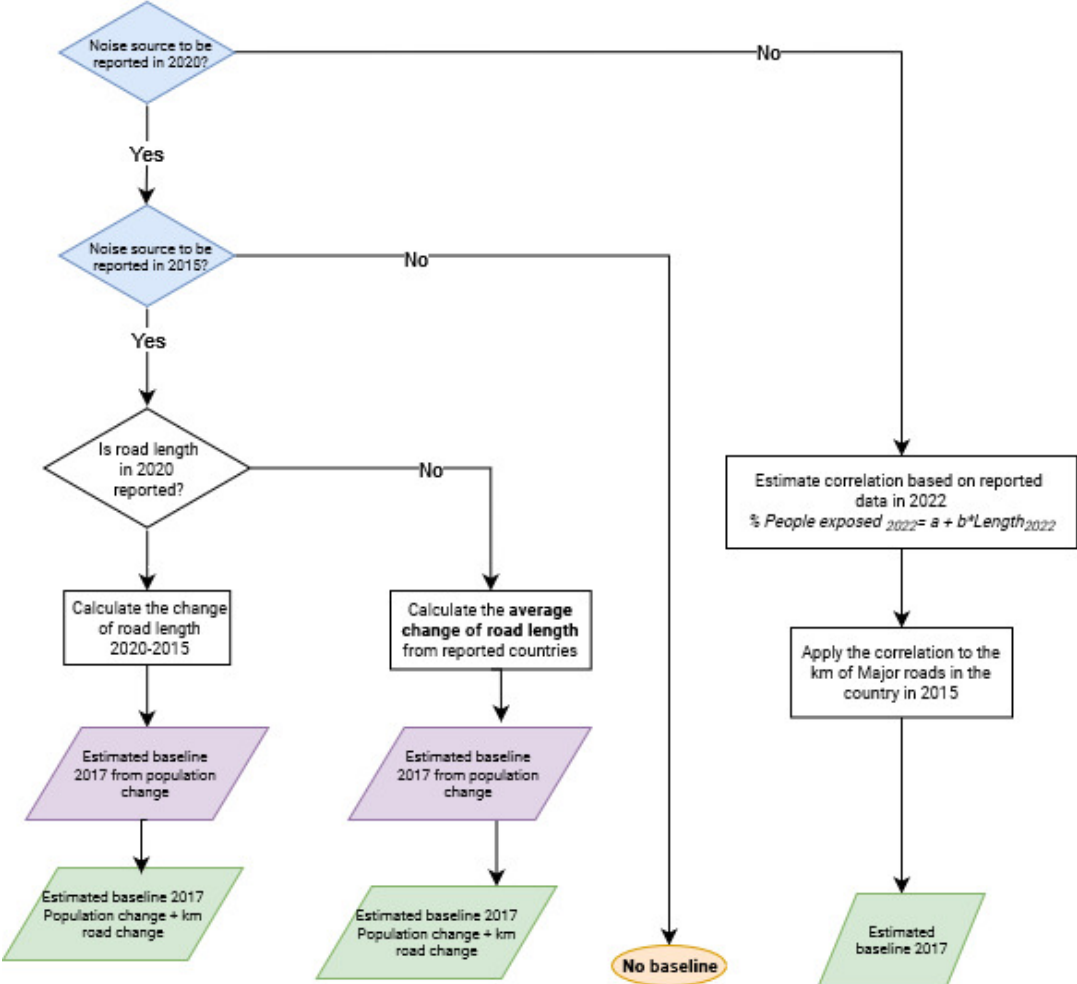 Noise source to be
reported in 2020?
No
Yes
Noise source to be
reported in 2015?
No
Yes
Is road length
in 2020
reported?
No
Estimate correlation based on reported
data in 2022
% People exposed 2022= a + b*Length2022
Calculate the change
of road length
2020-2015
Calculate the average
change of road length
from reported countries
Apply the correlation to the
km of Major roads in the
country in 2015
Estimated baseline
2017 from population
change
Estimated baseline
2017 from population
change
Estimated baseline 2017
Population change + km
road change
Estimated baseline 2017
Population change + km
road change
No baseline
Estimated
baseline 2017